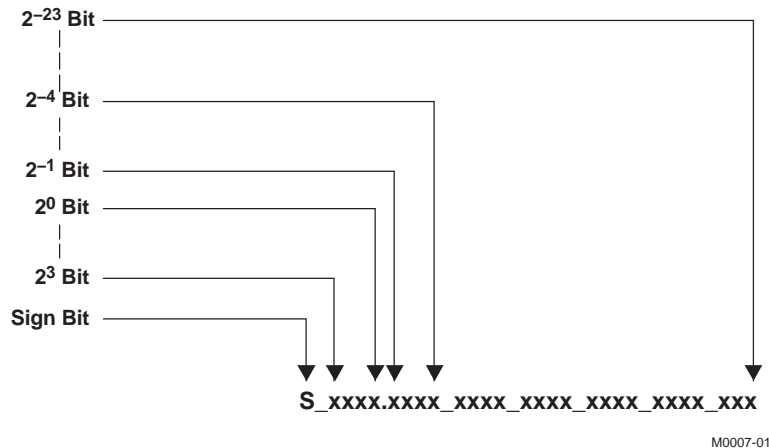 2–23 Bit
2–4 Bit
2–1 Bit
20 Bit
23 Bit
Sign Bit
S_xxxx.xxxx_xxxx_xxxx_xxxx_xxxx_xxx
M0007-01